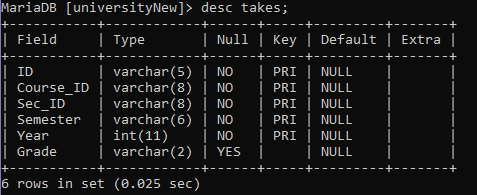 MariaDB [universityNew]> desc takes;
+-----------+------------+------+-----+---------+-------+
| Field     | Type       | Null | Key | Default | Extra |
+-----------+------------+------+-----+---------+-------+
| ID        | varchar(5) | NO   | PRI | NULL    |       |
| Course_ID | varchar(8) | NO   | PRI | NULL    |       |
| Sec_ID    | varchar(8) | NO   | PRI | NULL    |       |
| Semester  | varchar(6) | NO   | PRI | NULL    |       |
| Year      | int(11)    | NO   | PRI | NULL    |       |
| Grade     | varchar(2) | YES  |     | NULL    |       |
+-----------+------------+------+-----+---------+-------+
6 rows in set (0.025 sec)